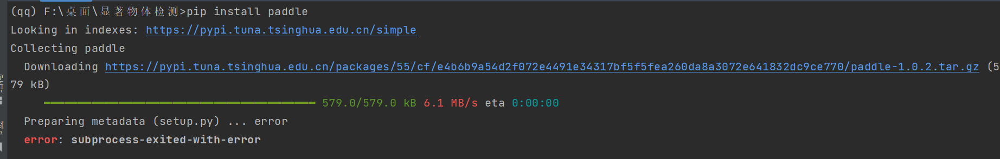 (qq) F:\桌面\显著物体检测>pip install paddle
Looking in indexes: https://pypi.tuna.tsinghua.edu.cn/simple
Collecting paddle
Downloading https://pypi.tuna.tsinghua.edu.cn/packages/55/cf/e4b6b9a54d2f072e4491e34317bf5f5fea260da8a3072e641832dc9ce770/paddle-1.0.2.tar.gz (5
79 kB)
579.0/579.0 kB 6.1 MB/s eta 0:00:00
Preparing metadata (setup.py) ... error
error: subprocess-exited-with-error